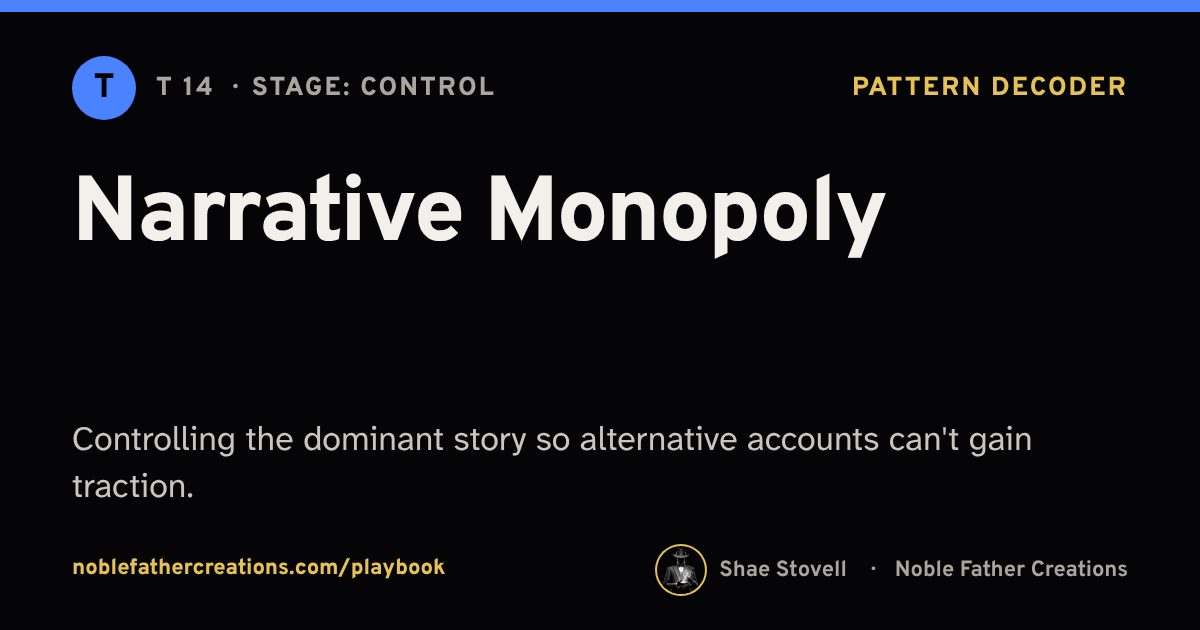 T T 14 · STAGE: CONTROL PATTERN DECODER
Narrative Monopoly
Controlling the dominant story so alternative accounts can't gain
traction.
noblefathercreations.com/playbook Shae Stovell · Noble Father Creations